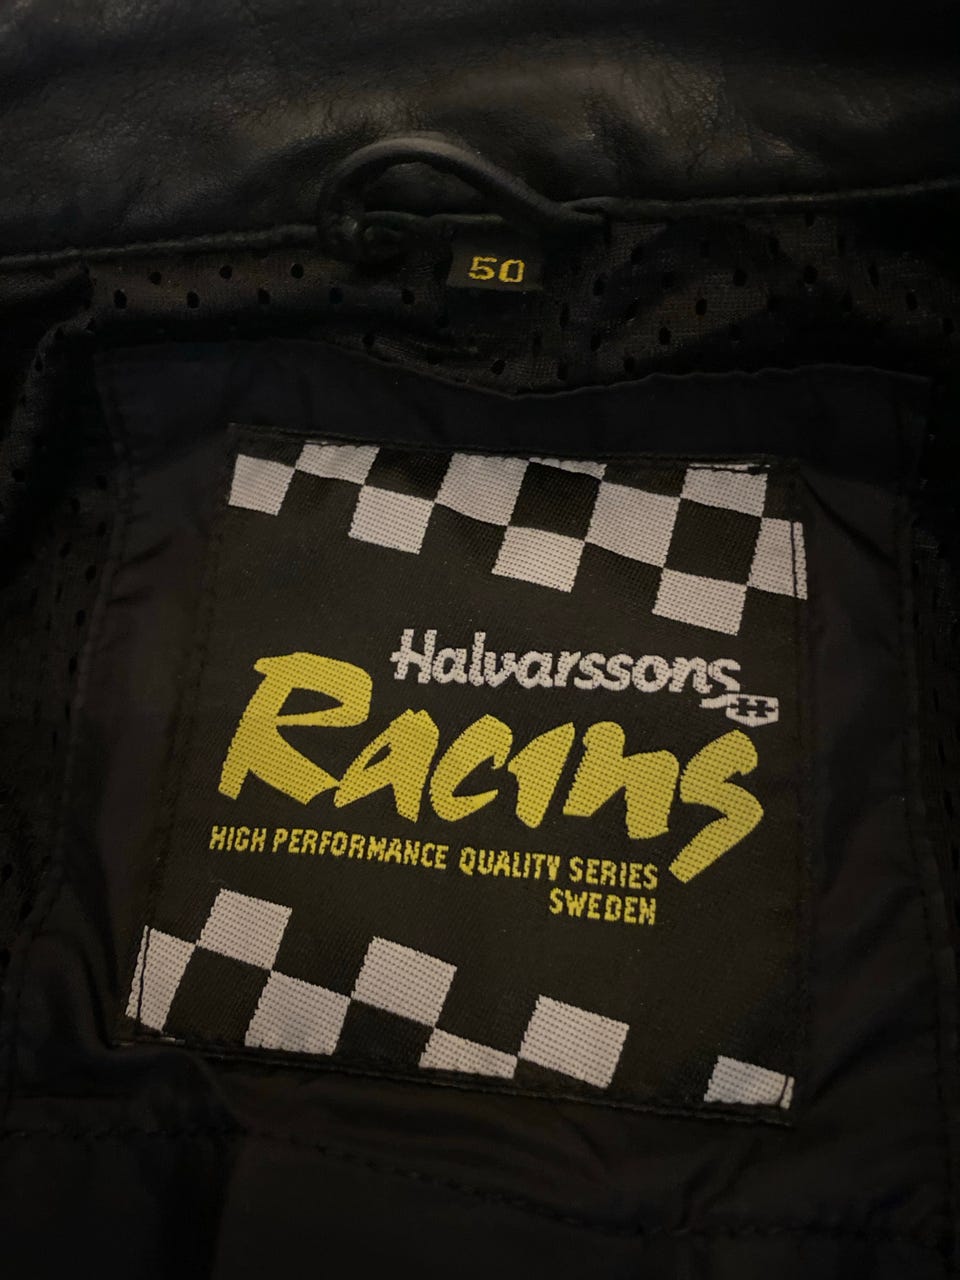 50
Halvarssons
H
Racing
HIGH PERFORMANCE QUALITY SERIES
SWEDEN